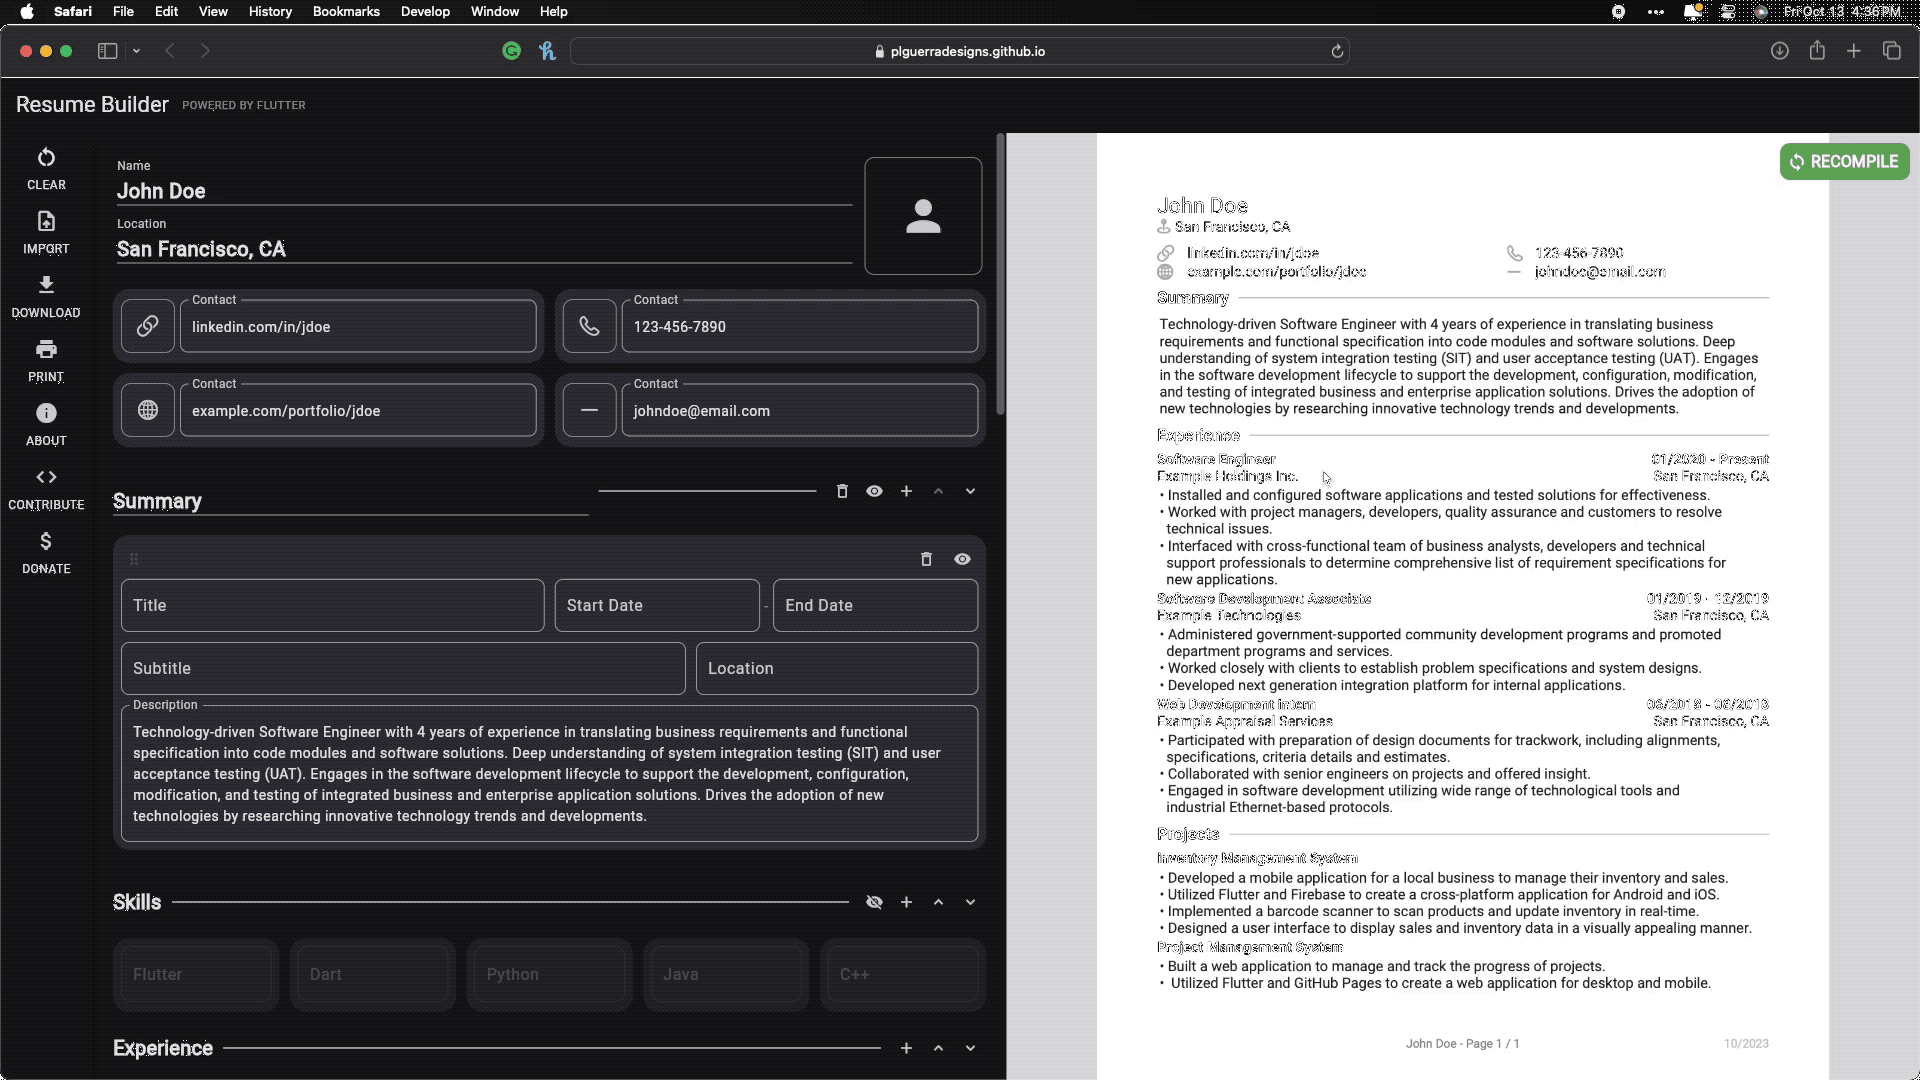 Safari File Edit View History Bookmarks Develop Window Help
Fri Oct 13 4:36 PM
plguerradesigns.github.io
Resume Builder POWERED BY FLUTTER
CLEAR
IMPORT
DOWNLOAD
PRINT
ABOUT
CONTRIBUTE
DONATE
Name
John Doe
Location
San Francisco, CA
Contact
linkedin.com/in/jdoe
Contact
123-456-7890
Contact
example.com/portfolio/jdoe
Contact
johndoe@email.com
Summary
Title
Start Date
-
End Date
Subtitle
Location
Description
Technology-driven Software Engineer with 4 years of experience in translating business requirements and functional
specification into code modules and software solutions. Deep understanding of system integration testing (SIT) and user
acceptance testing (UAT). Engages in the software development lifecycle to support the development, configuration,
modification, and testing of integrated business and enterprise application solutions. Drives the adoption of new
technologies by researching innovative technology trends and developments.
Skills
Flutter
Dart
Python
Java
C++
Experience
RECOMPILE
John Doe
San Francisco, CA
linkedin.com/in/jdoe
123-456-7890
example.com/portfolio/jdoe
johndoe@email.com
Summary
Technology-driven Software Engineer with 4 years of experience in translating business
requirements and functional specification into code modules and software solutions. Deep
understanding of system integration testing (SIT) and user acceptance testing (UAT). Engages
in the software development lifecycle to support the development, configuration, modification,
and testing of integrated business and enterprise application solutions. Drives the adoption of
new technologies by researching innovative technology trends and developments.
Experience
Software Engineer 01/2020 - Present
Example Holdings Inc. San Francisco, CA
• Installed and configured software applications and tested solutions for effectiveness.
• Worked with project managers, developers, quality assurance and customers to resolve
technical issues.
• Interfaced with cross-functional team of business analysts, developers and technical
support professionals to determine comprehensive list of requirement specifications for
new applications.
Software Development Associate 01/2019 - 12/2019
Example Technologies San Francisco, CA
• Administered government-supported community development programs and promoted
department programs and services.
• Worked closely with clients to establish problem specifications and system designs.
• Developed next generation integration platform for internal applications.
Web Development Intern
Example Appraisal Services San Francisco, CA
• Participated with preparation of design documents for trackwork, including alignments,
specifications, criteria details and estimates.
• Collaborated with senior engineers on projects and offered insight.
• Engaged in software development utilizing wide range of technological tools and
industrial Ethernet-based protocols.
Projects
Inventory Management System
• Developed a mobile application for a local business to manage their inventory and sales.
• Utilized Flutter and Firebase to create a cross-platform application for Android and iOS.
• Implemented a barcode scanner to scan products and update inventory in real-time.
• Designed a user interface to display sales and inventory data in a visually appealing manner.
Project Management System
• Built a web application to manage and track the progress of projects.
• Utilized Flutter and GitHub Pages to create a web application for desktop and mobile.
John Doe - Page 1 / 1
10/2023